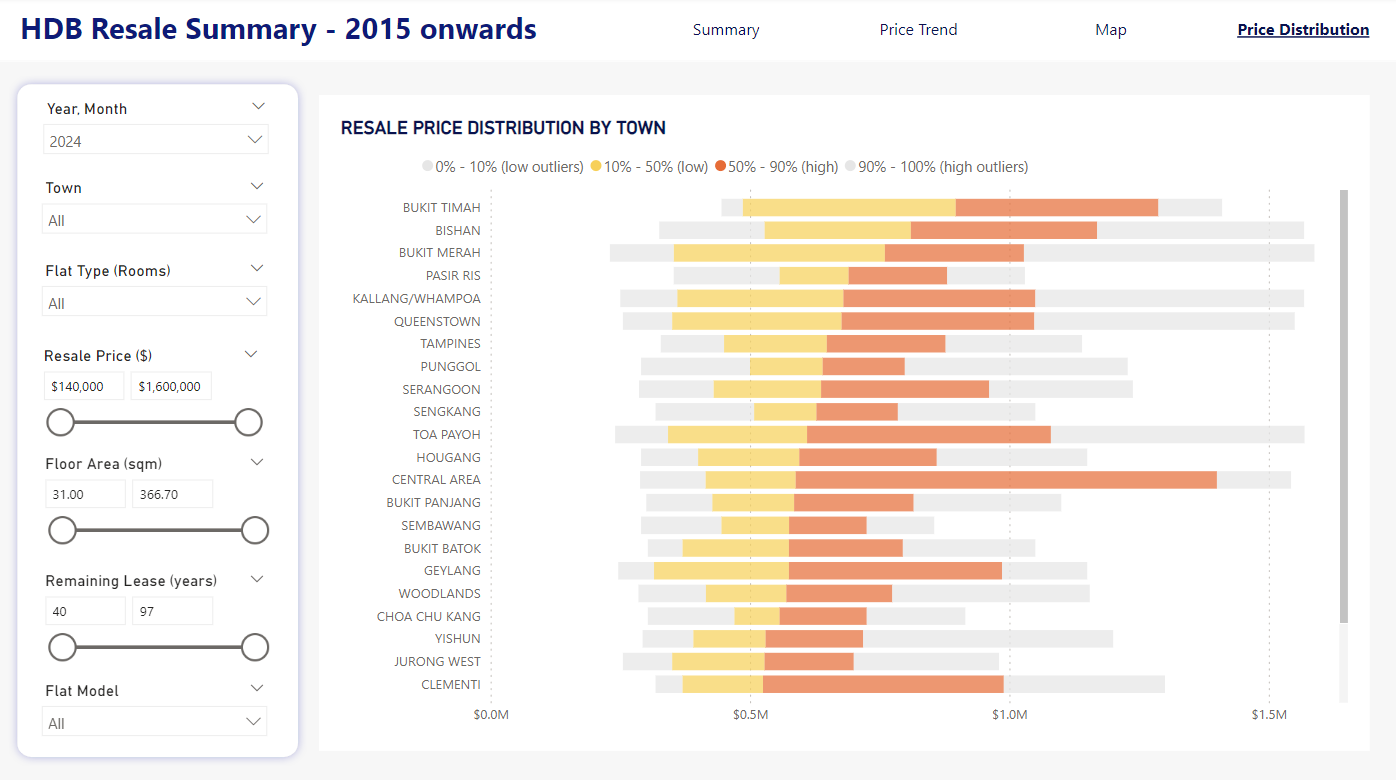 HDB Resale Summary - 2015 onwards
Summary
Price Trend
Map
Price Distribution
Year, Month
2024
Town
All
Flat Type (Rooms)
All
Resale Price ($)
$140,000
$1,600,000
Floor Area (sqm)
31.00
366.70
Remaining Lease (years)
40
97
Flat Model
All
RESALE PRICE DISTRIBUTION BY TOWN
0% - 10% (low outliers)
10% - 50% (low)
50% - 90% (high)
90% - 100% (high outliers)
BUKIT TIMAH
BISHAN
BUKIT MERAH
PASIR RIS
KALLANG/WHAMPOA
QUEENSTOWN
TAMPINES
PUNGGOL
SERANGOON
SENGKANG
TOA PAYOH
HOUGANG
CENTRAL AREA
BUKIT PANJANG
SEMBAWANG
BUKIT BATOK
GEYLANG
WOODLANDS
CHOA CHU KANG
YISHUN
JURONG WEST
CLEMENTI
$0.0M
$0.5M
$1.0M
$1.5M